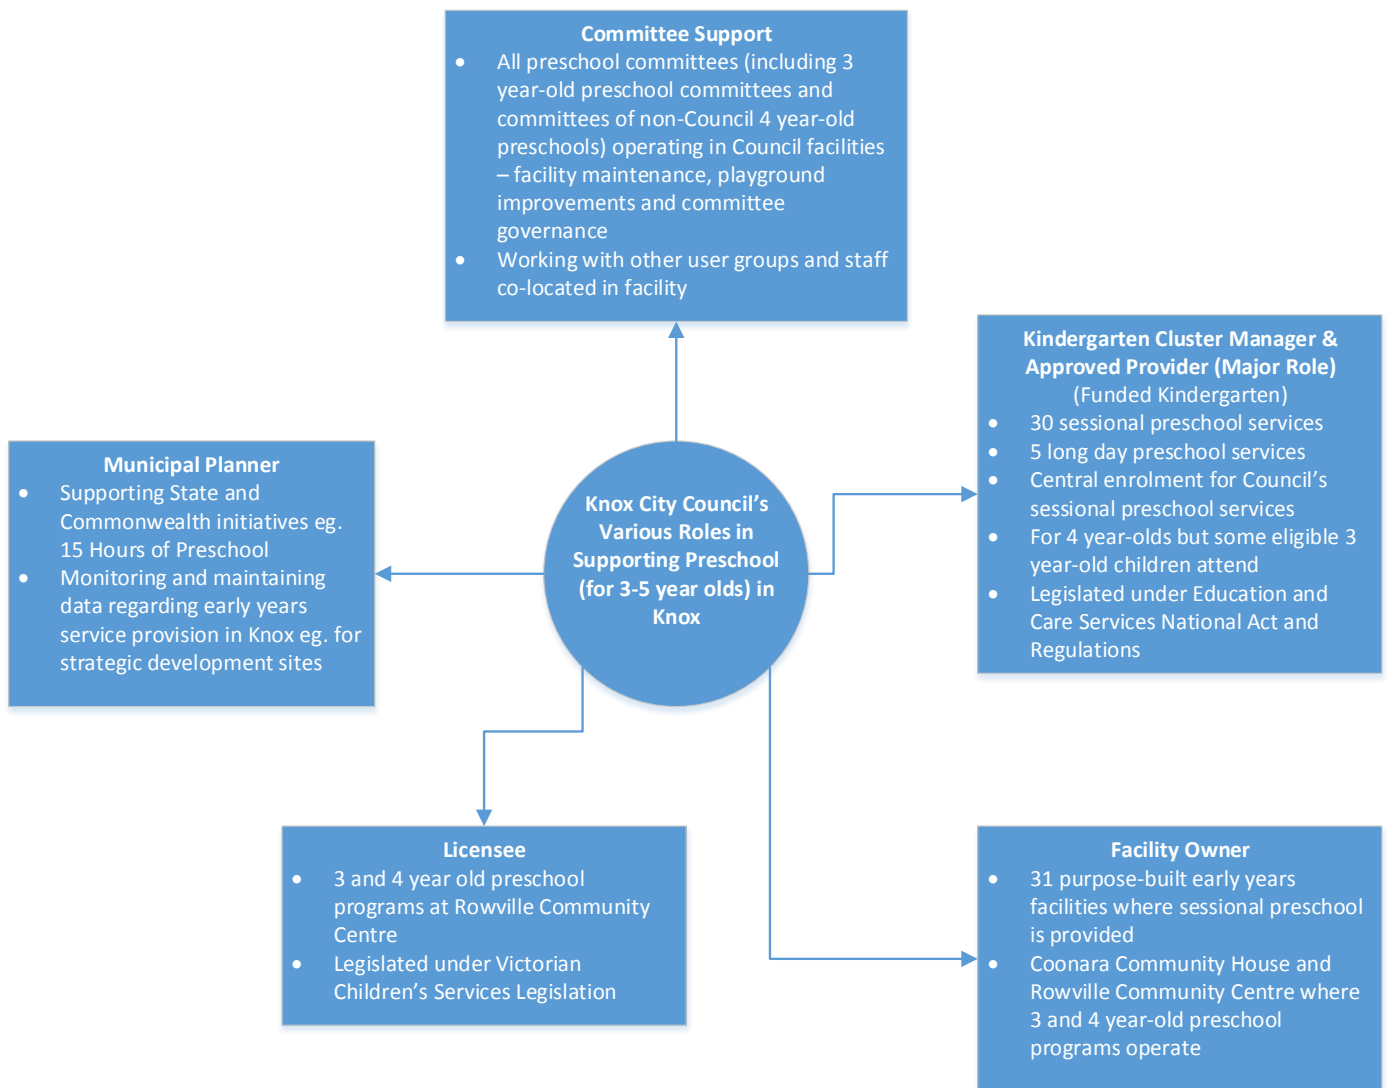 Committee Support
• All preschool committees (including 3
year-old preschool committees and
committees of non-Council 4 year-old
preschools) operating in Council facilities
– facility maintenance, playground
improvements and committee
governance
• Working with other user groups and staff
co-located in facility
Kindergarten Cluster Manager &
Approved Provider (Major Role)
(Funded Kindergarten)
• 30 sessional preschool services
• 5 long day preschool services
• Central enrolment for Council’s
sessional preschool services
• For 4 year-olds but some eligible 3
year-old children attend
• Legislated under Education and
Care Services National Act and
Regulations
Municipal Planner
• Supporting State and
Commonwealth initiatives eg.
15 Hours of Preschool
• Monitoring and maintaining
data regarding early years
service provision in Knox eg. for
strategic development sites
Knox City Council’s
Various Roles in
Supporting Preschool
(for 3-5 year olds) in
Knox
Licensee
• 3 and 4 year old preschool
programs at Rowville Community
Centre
• Legislated under Victorian
Children’s Services Legislation
Facility Owner
• 31 purpose-built early years
facilities where sessional preschool
is provided
• Coonara Community House and
Rowville Community Centre where
3 and 4 year-old preschool
programs operate